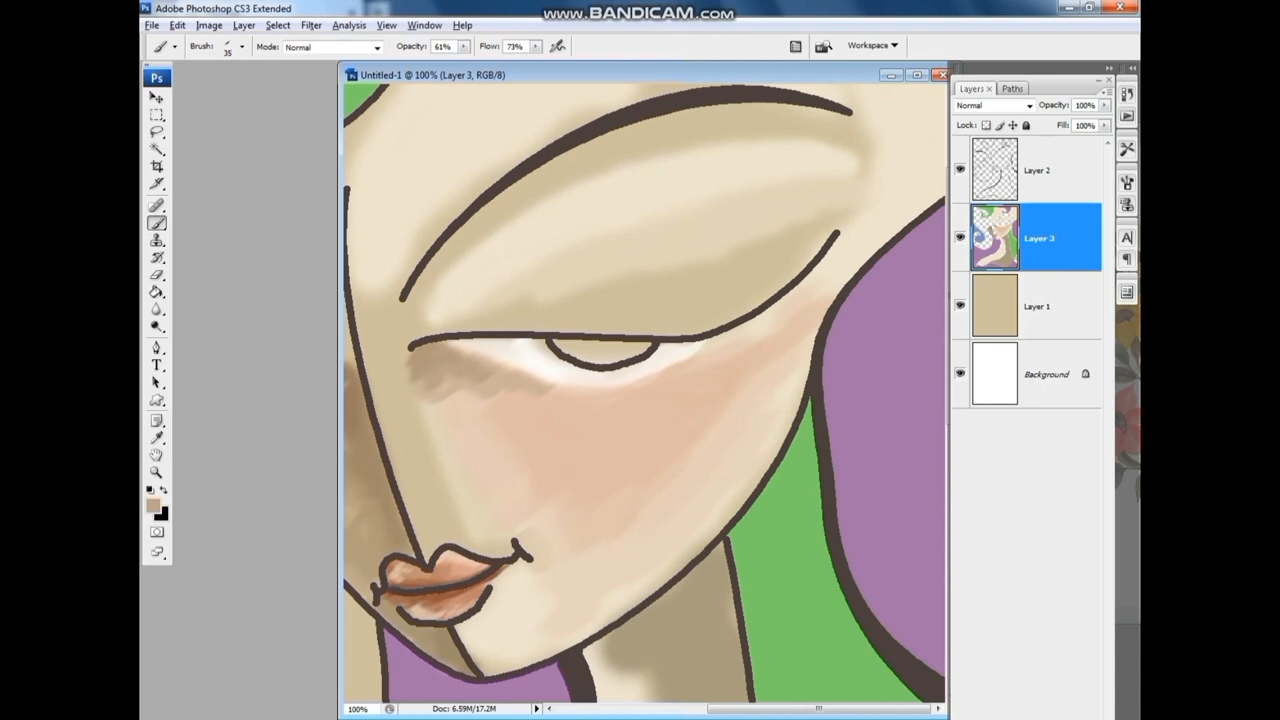 Adobe Photoshop CS3 Extended
www.BANDICAM.com
File Edit Image Layer Select Filter Analysis View Window Help
Brush: 35 Mode: Normal Opacity: 61% Flow: 73% Workspace
Ps
Untitled-1 @ 100% (Layer 3, RGB/8)
Layers × Paths
Normal Opacity: 100%
Lock: Fill: 100%
Layer 2
Layer 3
Layer 1
Background
T
A
100% Doc: 6.59M/17.2M